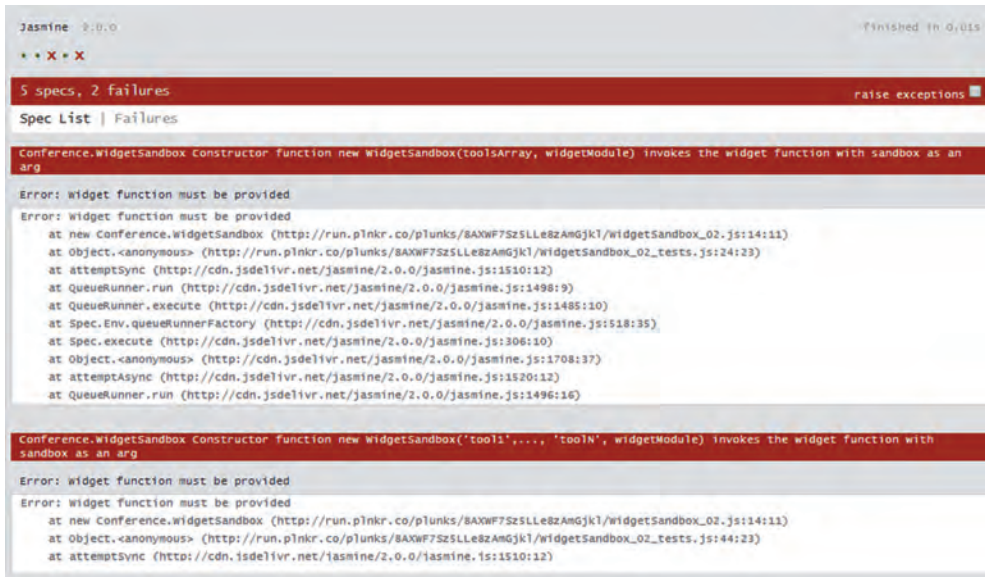 Jasmine 2.0.0
finished in 0.01s
• • x • x
5 specs, 2 failures
raise exceptions
Spec List | Failures
Conference.WidgetSandbox Constructor function new WidgetSandbox(toolsArray, widgetModule) invokes the widget function with sandbox as an
arg
Error: Widget function must be provided
Error: Widget function must be provided
at new Conference.WidgetSandbox (http://run.plnkr.co/plunks/8AXWF7Sz5LLe8zAmGjkl/WidgetSandbox_02.js:14:11)
at Object.<anonymous> (http://run.plnkr.co/plunks/8AXWF7Sz5LLe8zAmGjkl/WidgetSandbox_02_tests.js:24:23)
at attemptSync (http://cdn.jsdelivr.net/jasmine/2.0.0/jasmine.js:1510:12)
at QueueRunner.run (http://cdn.jsdelivr.net/jasmine/2.0.0/jasmine.js:1498:9)
at QueueRunner.execute (http://cdn.jsdelivr.net/jasmine/2.0.0/jasmine.js:1485:10)
at Spec.Env.queueRunnerFactory (http://cdn.jsdelivr.net/jasmine/2.0.0/jasmine.js:518:35)
at Spec.execute (http://cdn.jsdelivr.net/jasmine/2.0.0/jasmine.js:306:10)
at Object.<anonymous> (http://cdn.jsdelivr.net/jasmine/2.0.0/jasmine.js:1708:37)
at attemptAsync (http://cdn.jsdelivr.net/jasmine/2.0.0/jasmine.js:1520:12)
at QueueRunner.run (http://cdn.jsdelivr.net/jasmine/2.0.0/jasmine.js:1496:16)
Conference.WidgetSandbox Constructor function new WidgetSandbox('tool1',..., 'toolN', widgetModule) invokes the widget function with
sandbox as an arg
Error: Widget function must be provided
Error: Widget function must be provided
at new Conference.WidgetSandbox (http://run.plnkr.co/plunks/8AXWF7Sz5LLe8zAmGjkl/WidgetSandbox_02.js:14:11)
at Object.<anonymous> (http://run.plnkr.co/plunks/8AXWF7Sz5LLe8zAmGjkl/WidgetSandbox_02_tests.js:44:23)
at attemptSync (http://cdn.jsdelivr.net/jasmine/2.0.0/jasmine.js:1510:12)